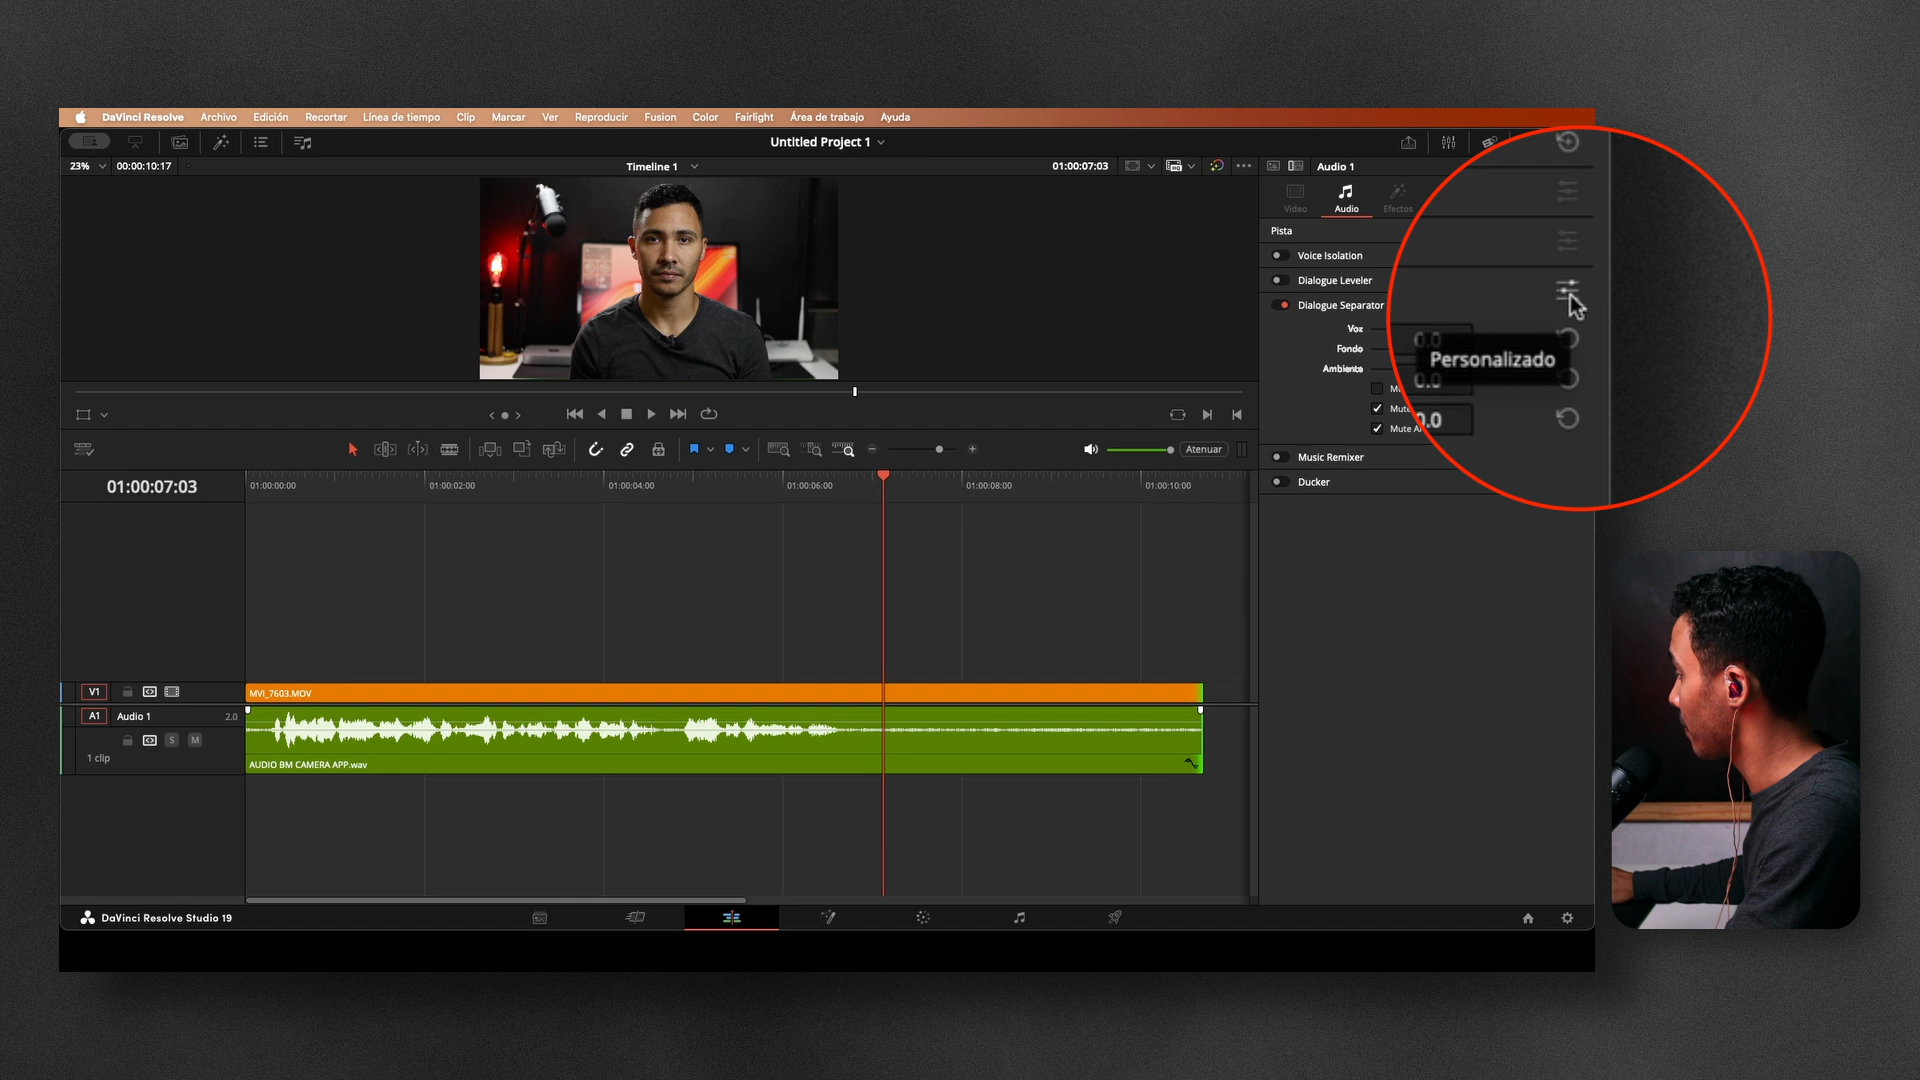 DaVinci Resolve Archivo Edición Recortar Línea de tiempo Clip Marcar Ver Reproducir Fusion Color Fairlight Área de trabajo Ayuda
Untitled Project 1
23% 00:00:10:17 Timeline 1 01:00:07:03 Audio 1
Video Audio Efectos
Pista
Voice Isolation
Dialogue Leveler
Dialogue Separator
Voz 0.0
Fondo 0.0
Personalizado
Ambiente 0.0
Mute
Mute A
Music Remixer
Ducker
Atenuar
01:00:07:03 01:00:00:00 01:00:02:00 01:00:04:00 01:00:06:00 01:00:08:00 01:00:10:00
V1 MVI_7603.MOV
A1 Audio 1 2.0
S M
1 clip
AUDIO BM CAMERA APP.wav
DaVinci Resolve Studio 19